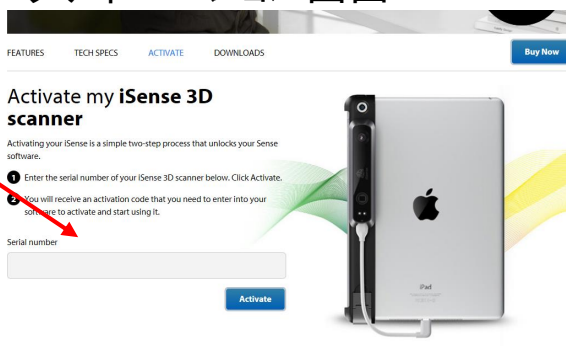 FEATURES TECH SPECS ACTIVATE DOWNLOADS Buy Now
Activate my iSense 3D
scanner
Activating your iSense is a simple two-step process that unlocks your Sense
software.
1 Enter the serial number of your iSense 3D scanner below. Click Activate.
2 You will receive an activation code that you need to enter into your
software to activate and start using it.
Serial number
Activate
iPad